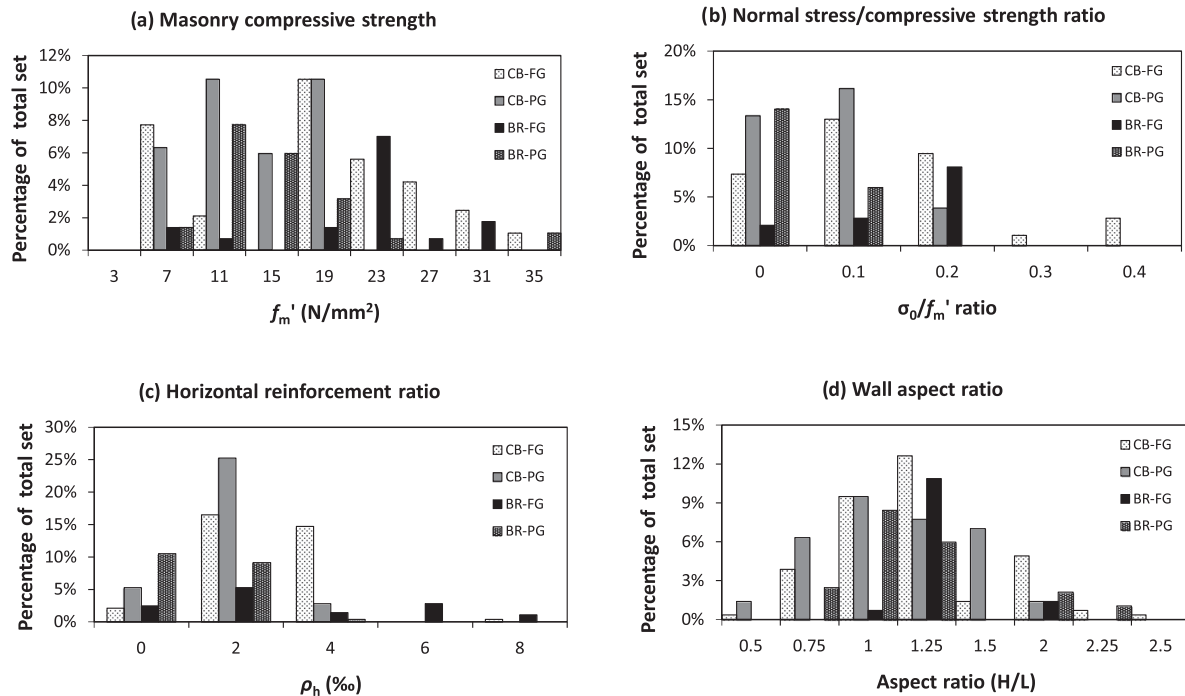 (a) Masonry compressive strength
Percentage of total set
12%
10%
8%
6%
4%
2%
0%
CB-FG
CB-PG
BR-FG
BR-PG
3 7 11 15 19 23 27 31 35
fm' (N/mm²)
(b) Normal stress/compressive strength ratio
Percentage of total set
20%
15%
10%
5%
0%
CB-FG
CB-PG
BR-FG
BR-PG
0 0.1 0.2 0.3 0.4
σ₀/fm' ratio
(c) Horizontal reinforcement ratio
Percentage of total set
30%
25%
20%
15%
10%
5%
0%
CB-FG
CB-PG
BR-FG
BR-PG
0 2 4 6 8
ρh (‰)
(d) Wall aspect ratio
Percentage of total set
15%
12%
9%
6%
3%
0%
CB-FG
CB-PG
BR-FG
BR-PG
0.5 0.75 1 1.25 1.5 2 2.25 2.5
Aspect ratio (H/L)